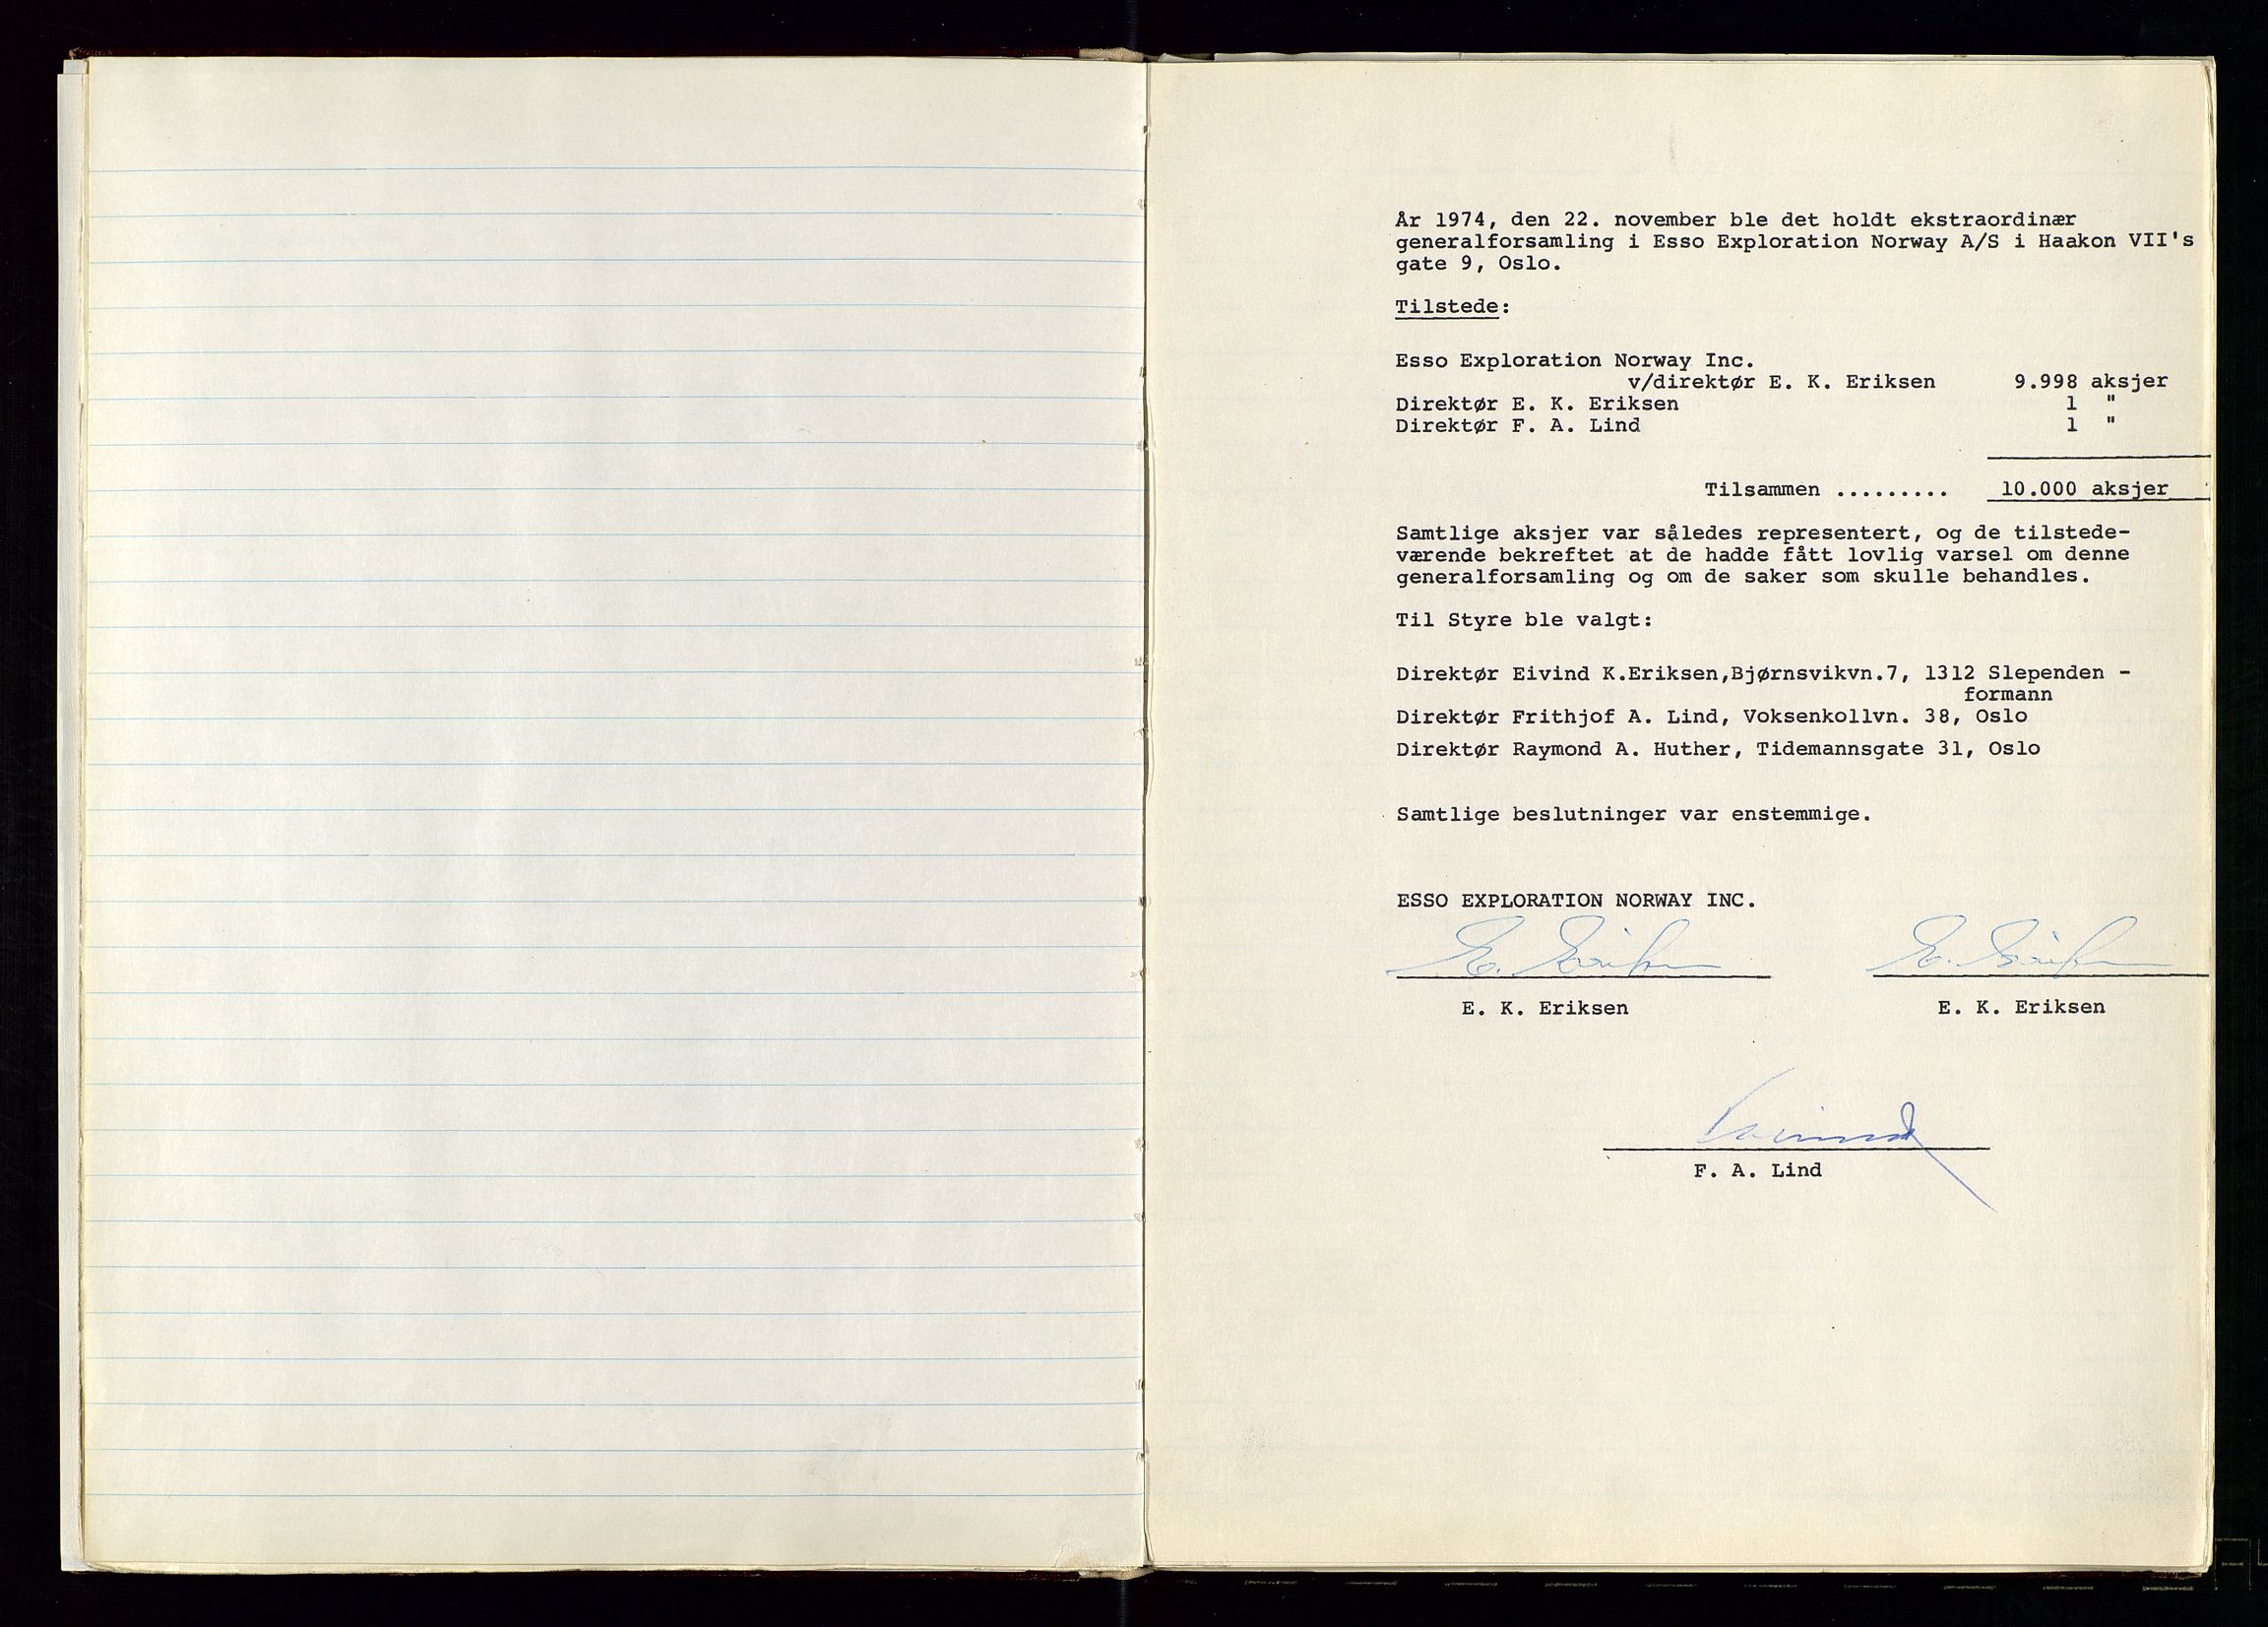 År 1974, den 22. november ble det holdt ekstraordinær
generalforsamling i Esso Exploration Norway A/S i Haakon VII's
gate 9, Oslo.
Tilstede:
Esso Exploration Norway Inc.
v/direktør E. K. Eriksen 9.998 aksjer
Direktør E. K. Eriksen 1 "
Direktør F. A. Lind 1 "
Tilsammen ......... 10.000 aksjer
Samtlige aksjer var således representert, og de tilstede-
værende bekreftet at de hadde fått lovlig varsel om denne
generalforsamling og om de saker som skulle behandles.
Til Styre ble valgt:
Direktør Eivind K.Eriksen,Bjørnsvikvn.7, 1312 Slependen -
formann
Direktør Frithjof A. Lind, Voksenkollvn. 38, Oslo
Direktør Raymond A. Huther, Tidemannsgate 31, Oslo
Samtlige beslutninger var enstemmige.
ESSO EXPLORATION NORWAY INC.
E. Eriksen E. Eriksen
E. K. Eriksen E. K. Eriksen
F. A. Lind